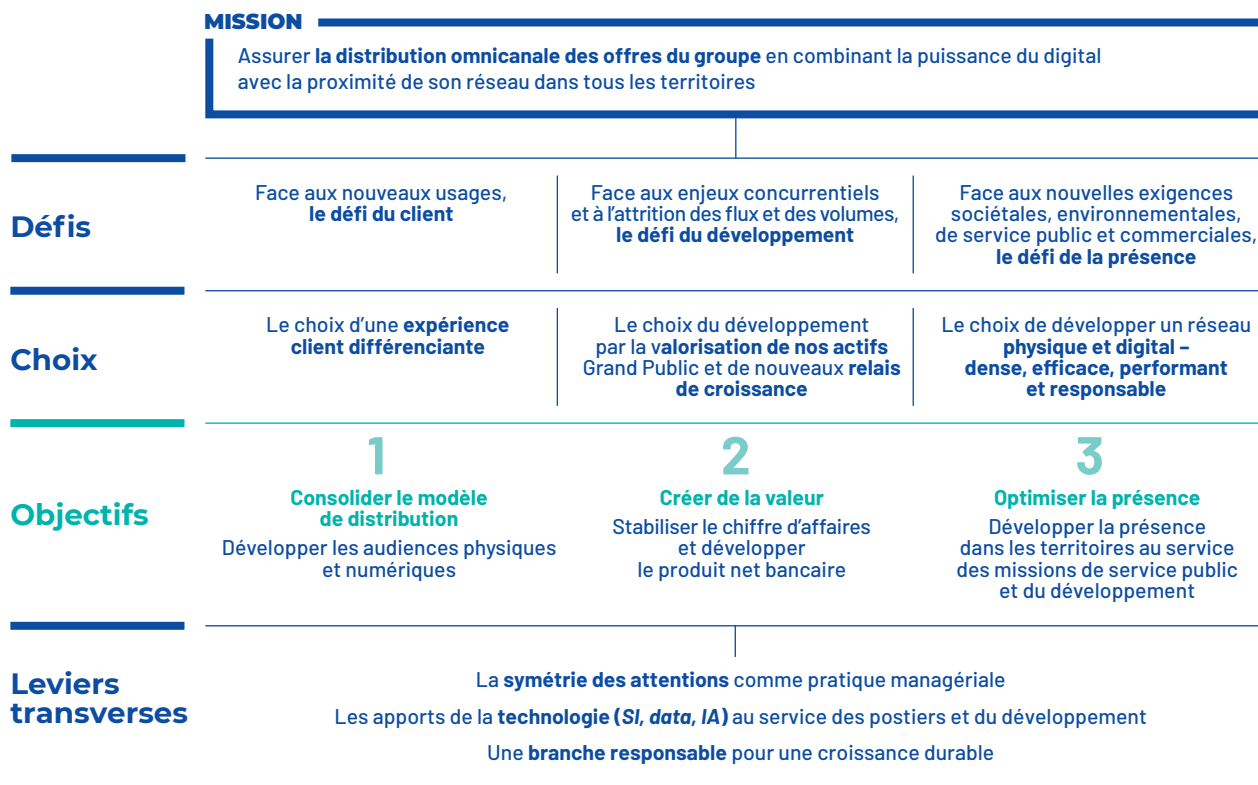 MISSION
Assurer la distribution omnicanale des offres du groupe en combinant la puissance du digital
avec la proximité de son réseau dans tous les territoires
Défis
Face aux nouveaux usages,
le défi du client
Face aux enjeux concurrentiels
et à l'attrition des flux et des volumes,
le défi du développement
Face aux nouvelles exigences
sociétales, environnementales,
de service public et commerciales,
le défi de la présence
Choix
Le choix d'une expérience
client différenciante
Le choix du développement
par la valorisation de nos actifs
Grand Public et de nouveaux relais
de croissance
Le choix de développer un réseau
physique et digital –
dense, efficace, performant
et responsable
Objectifs
1
Consolider le modèle
de distribution
Développer les audiences physiques
et numériques
2
Créer de la valeur
Stabiliser le chiffre d'affaires
et développer
le produit net bancaire
3
Optimiser la présence
Développer la présence
dans les territoires au service
des missions de service public
et du développement
Leviers
transverses
La symétrie des attentions comme pratique managériale
Les apports de la technologie (SI, data, IA) au service des postiers et du développement
Une branche responsable pour une croissance durable